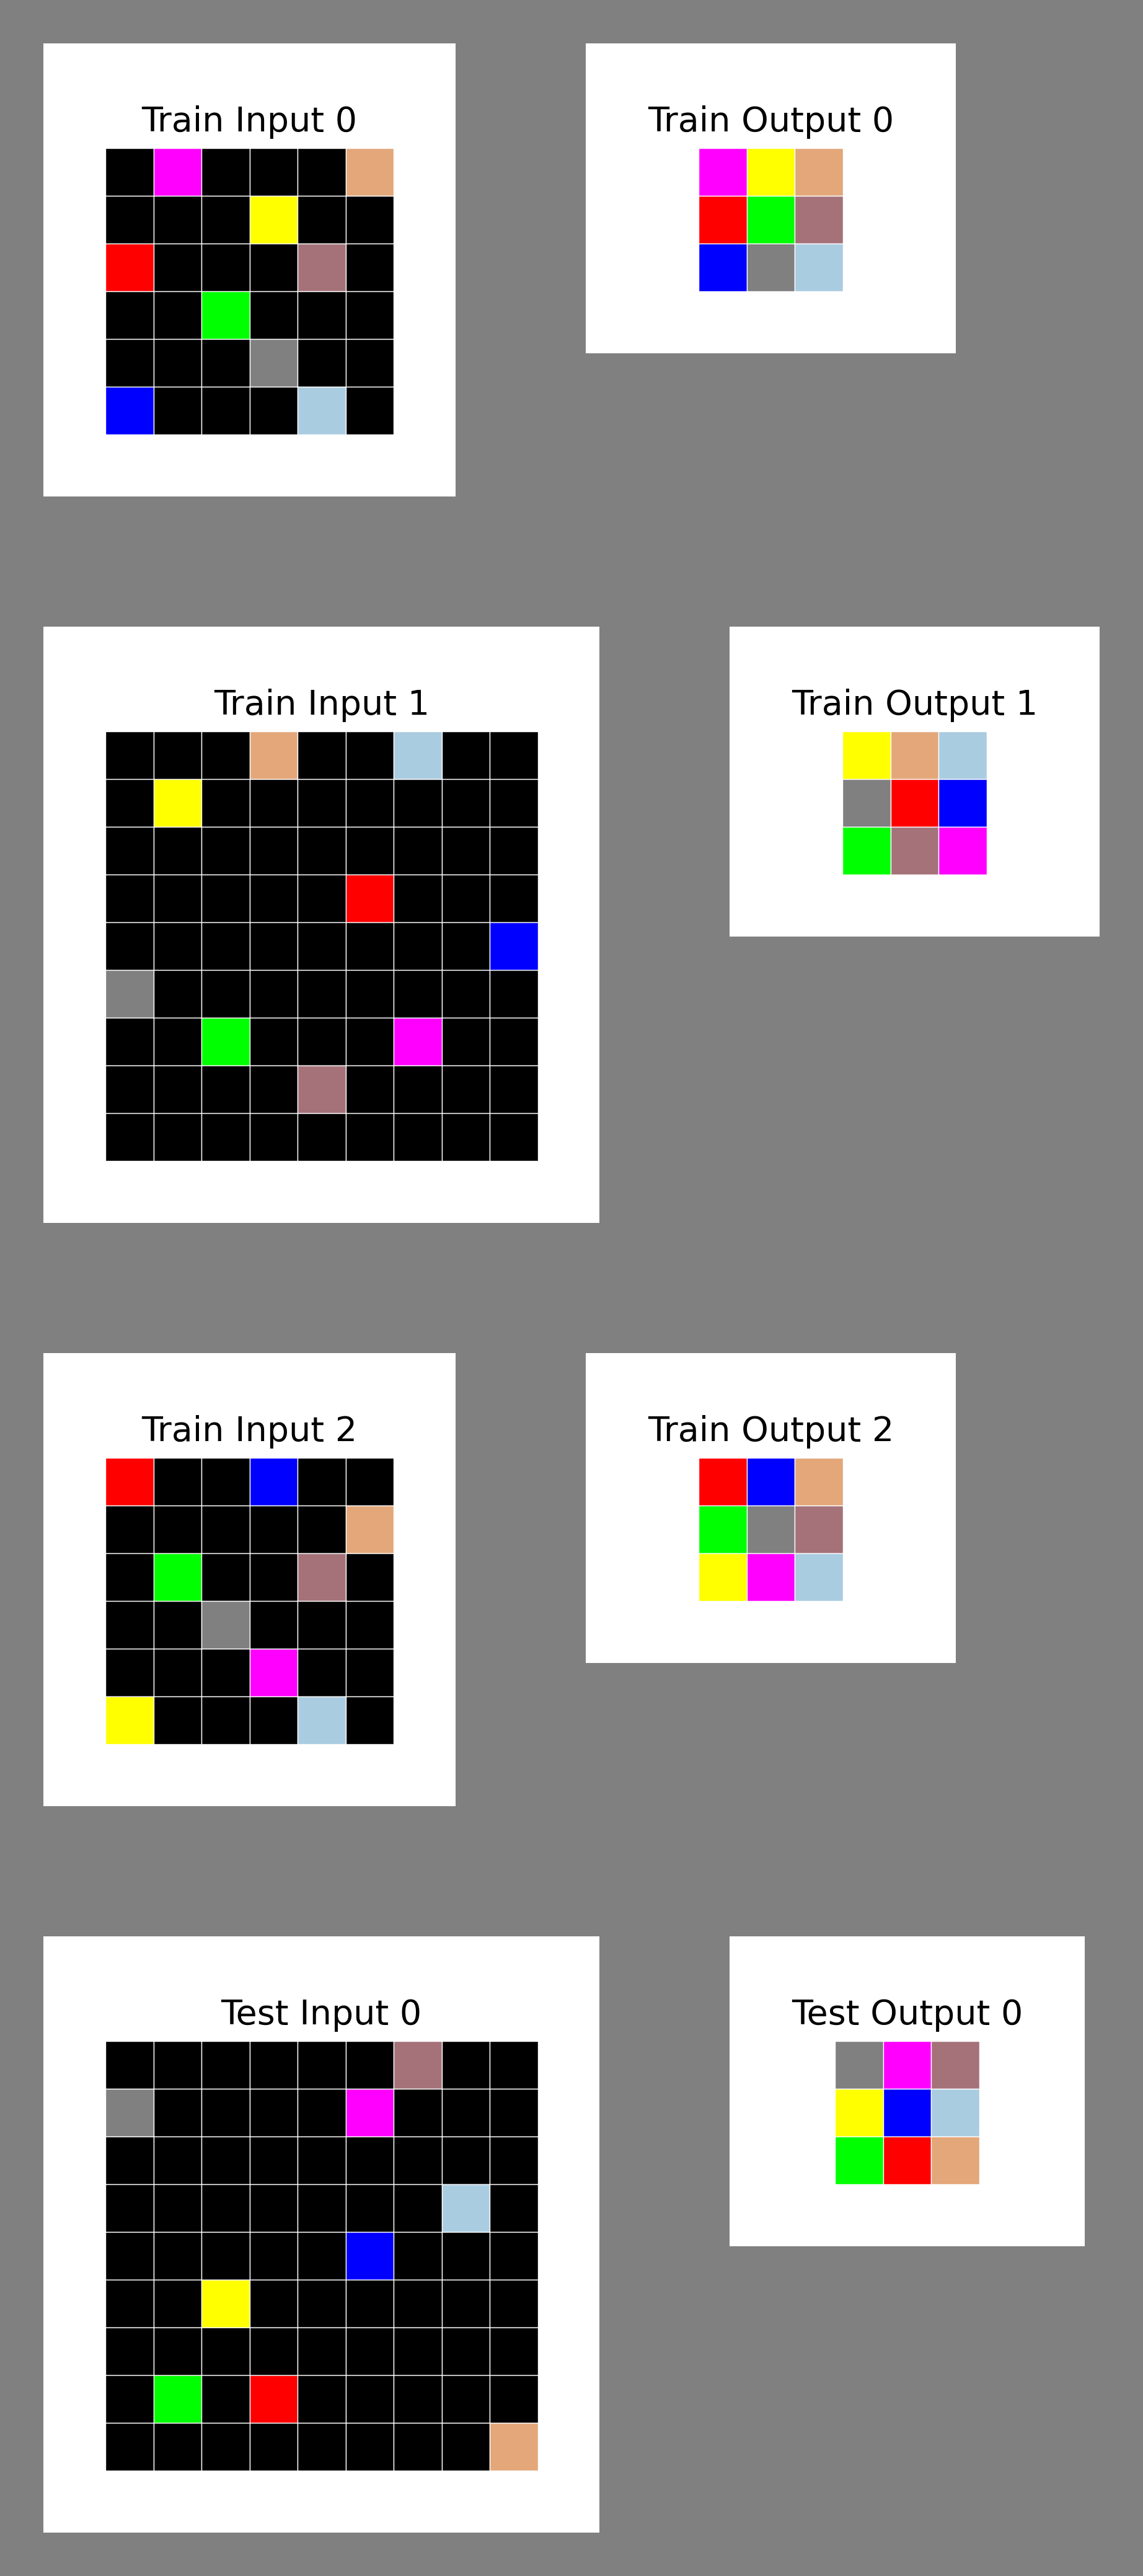 Train Input 0
Train Output 0
Train Input 1
Train Output 1
Train Input 2
Train Output 2
Test Input 0
Test Output 0